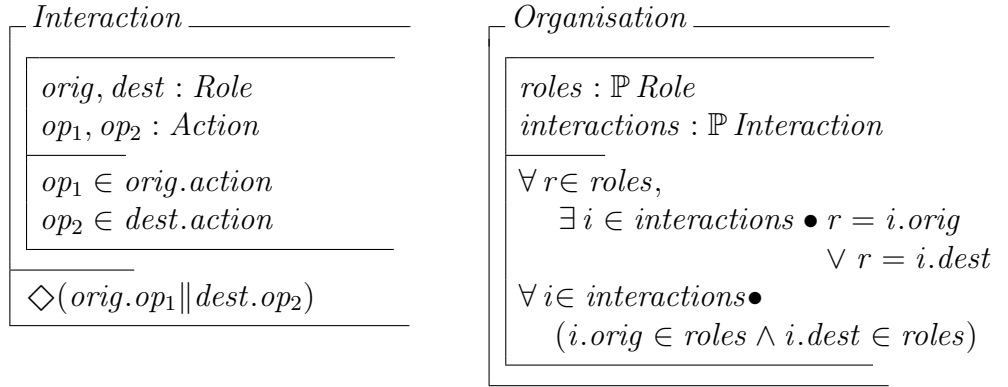 Interaction
orig, dest : Role
op₁, op₂ : Action
op₁ ∈ orig.action
op₂ ∈ dest.action
◇(orig.op₁‖dest.op₂)
Organisation
roles : ℙ Role
interactions : ℙ Interaction
∀ r∈ roles,
∃ i ∈ interactions • r = i.orig
∨ r = i.dest
∀ i∈ interactions•
(i.orig ∈ roles ∧ i.dest ∈ roles)